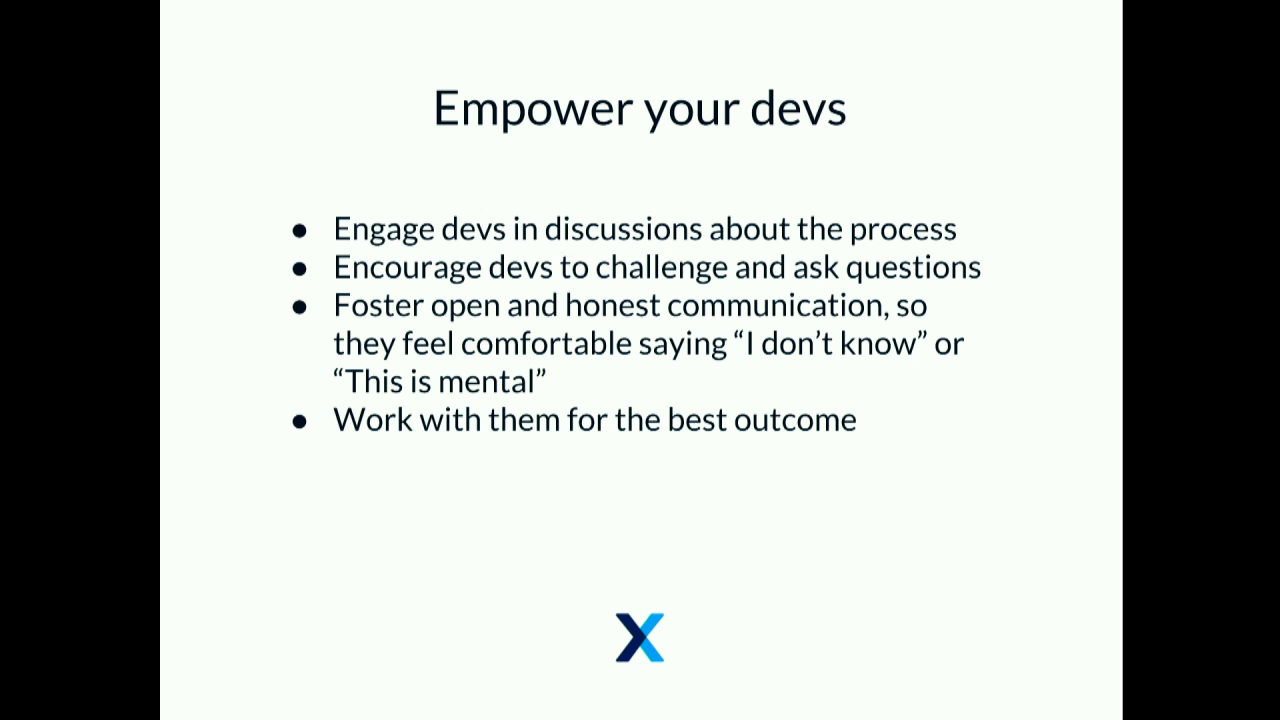 Empower your devs
● Engage devs in discussions about the process
● Encourage devs to challenge and ask questions
● Foster open and honest communication, so
they feel comfortable saying “I don’t know” or
“This is mental”
● Work with them for the best outcome